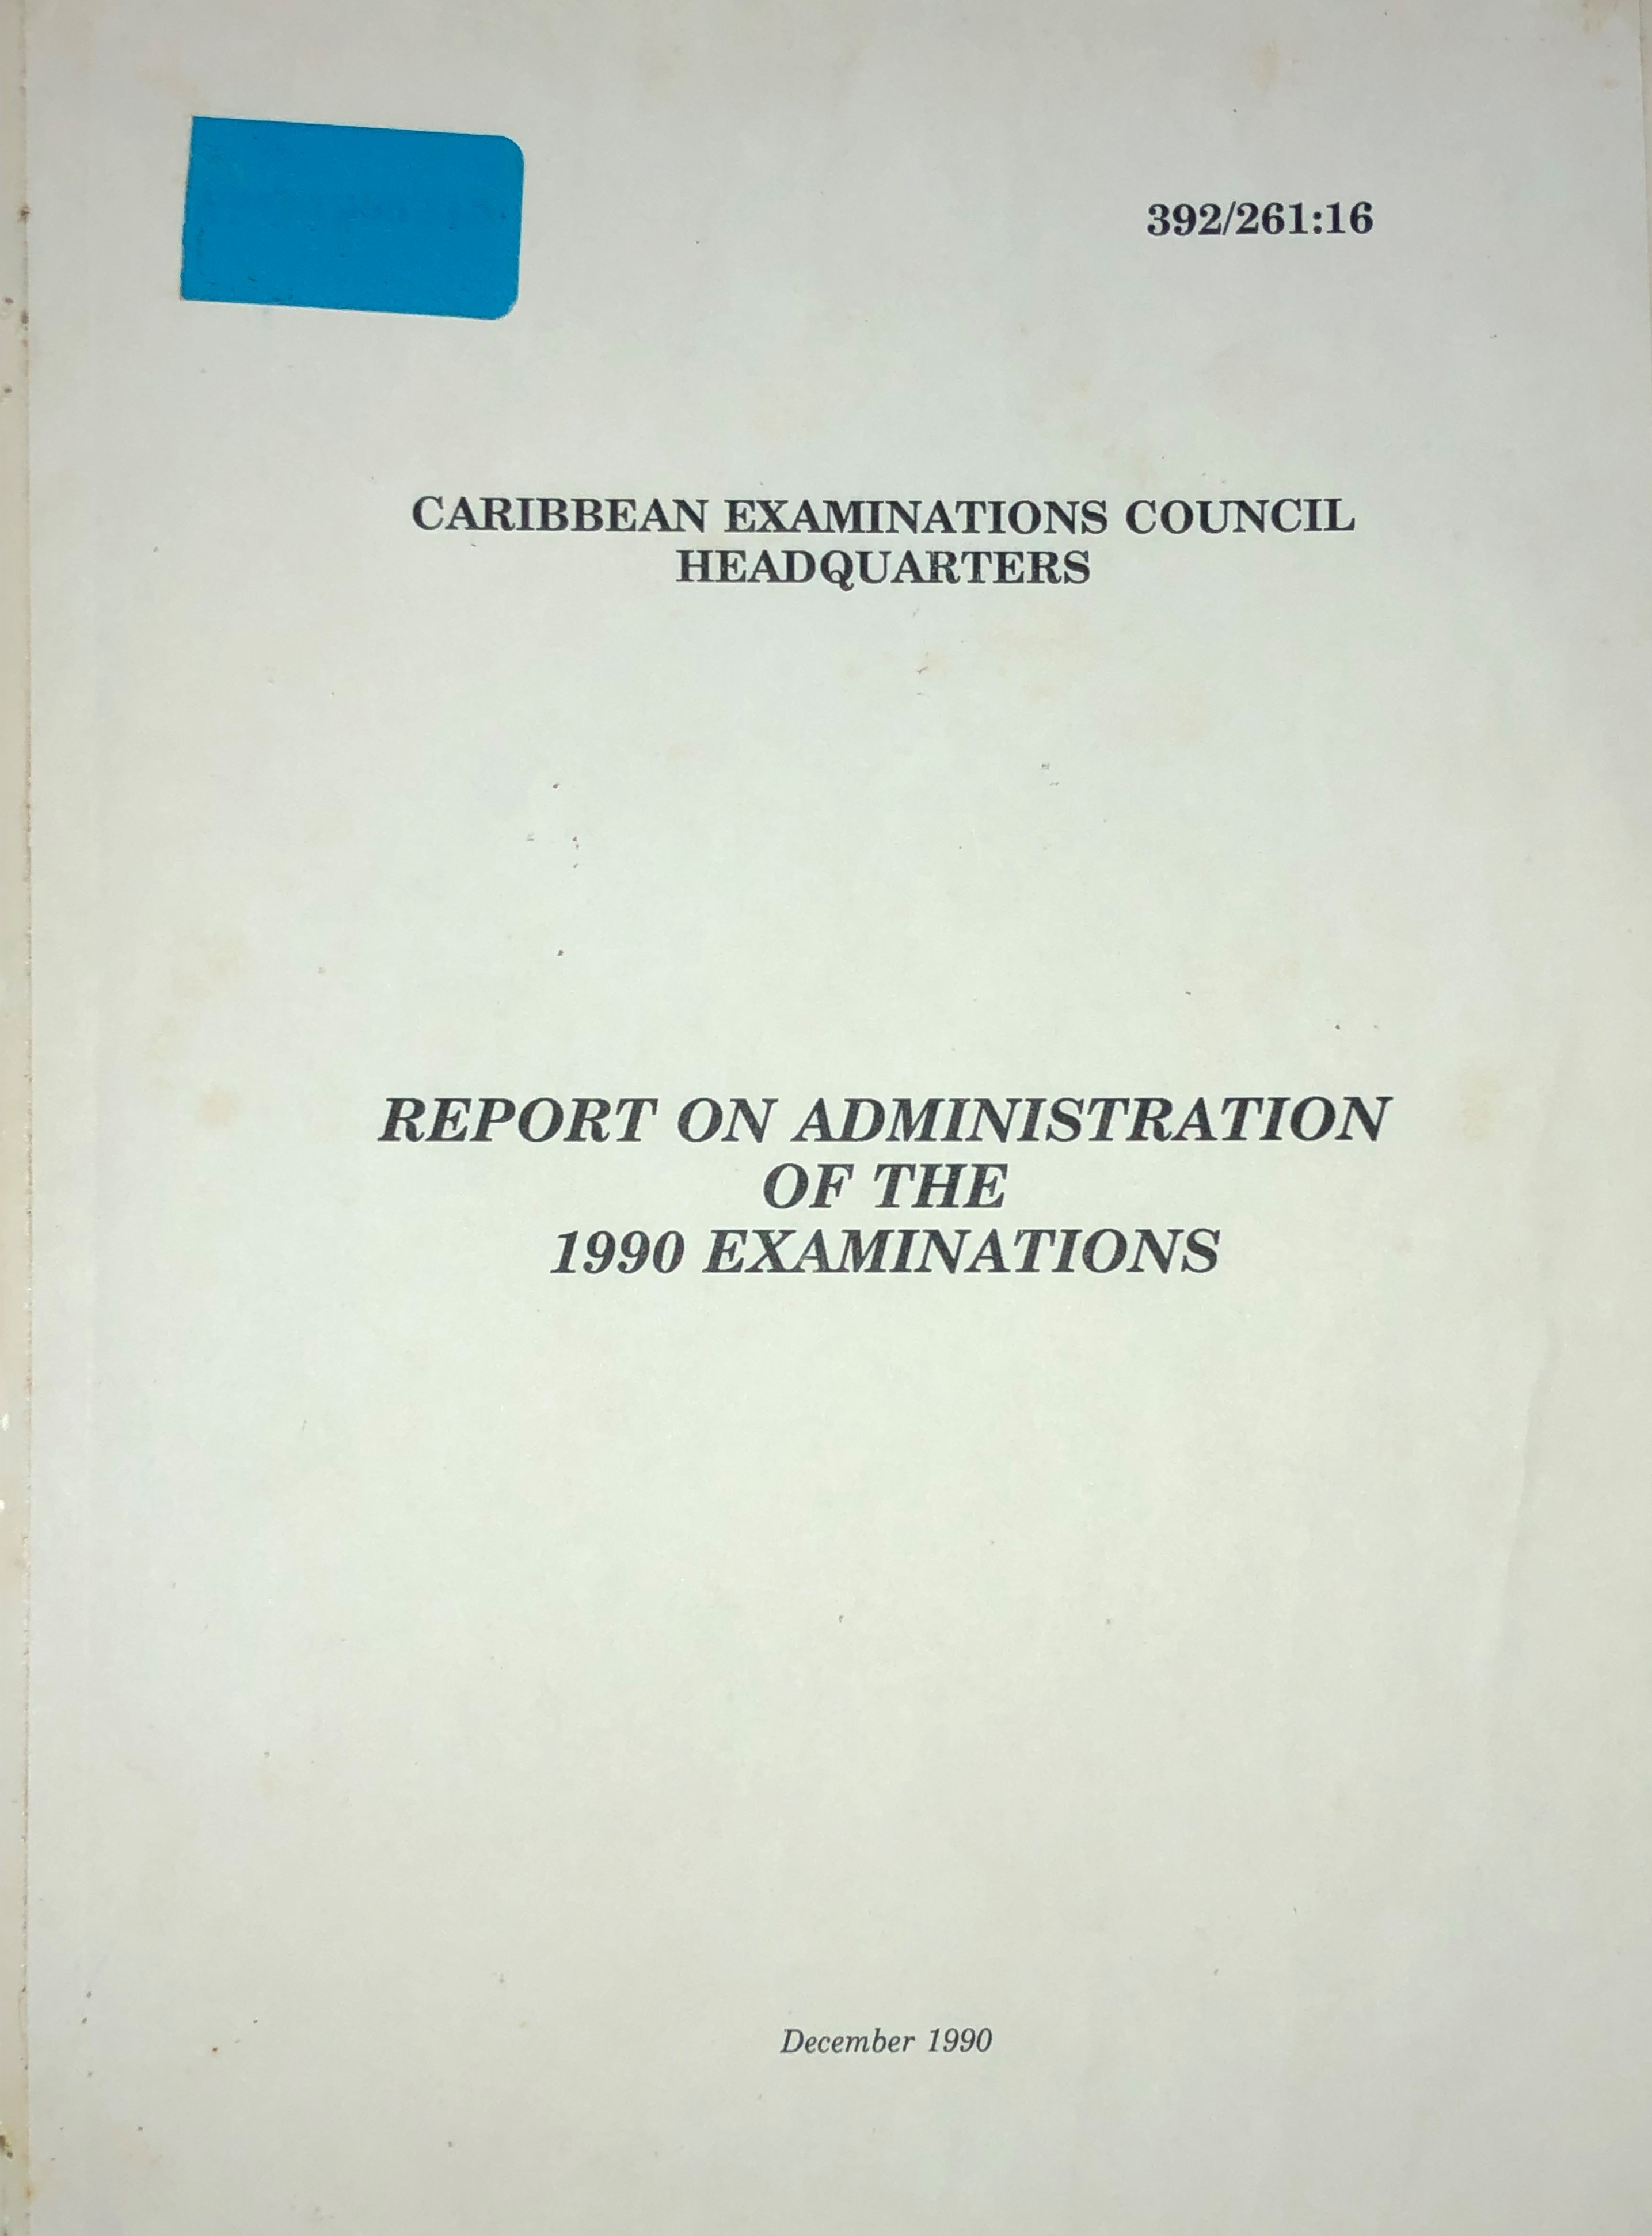 392/261:16
CARIBBEAN EXAMINATIONS COUNCIL
HEADQUARTERS
REPORT ON ADMINISTRATION
OF THE
1990 EXAMINATIONS
December 1990